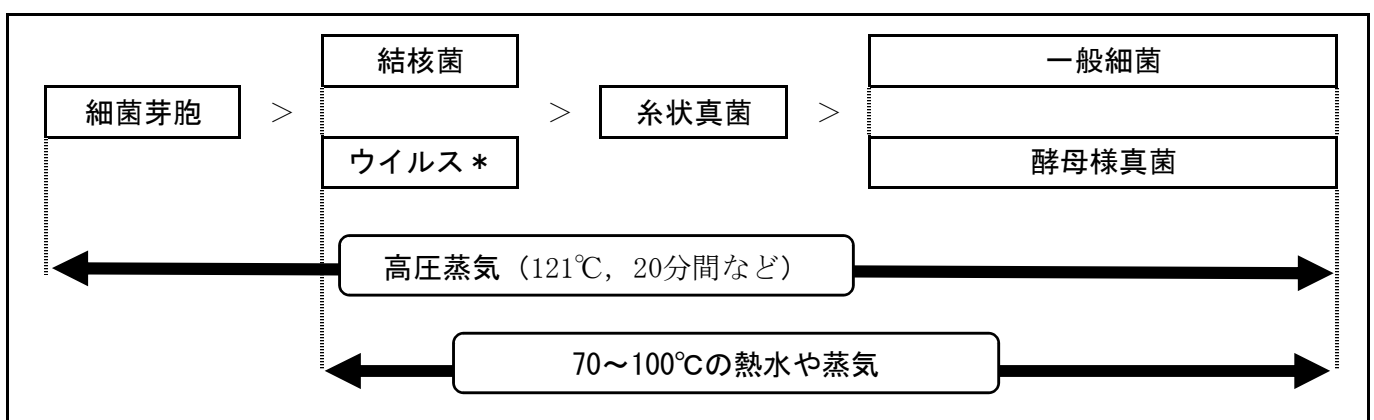 結核菌
一般細菌
細菌芽胞 ＞ ＞ 糸状真菌 ＞
ウイルス＊
酵母様真菌
高圧蒸気（121℃，20分間など）
70～100℃の熱水や蒸気